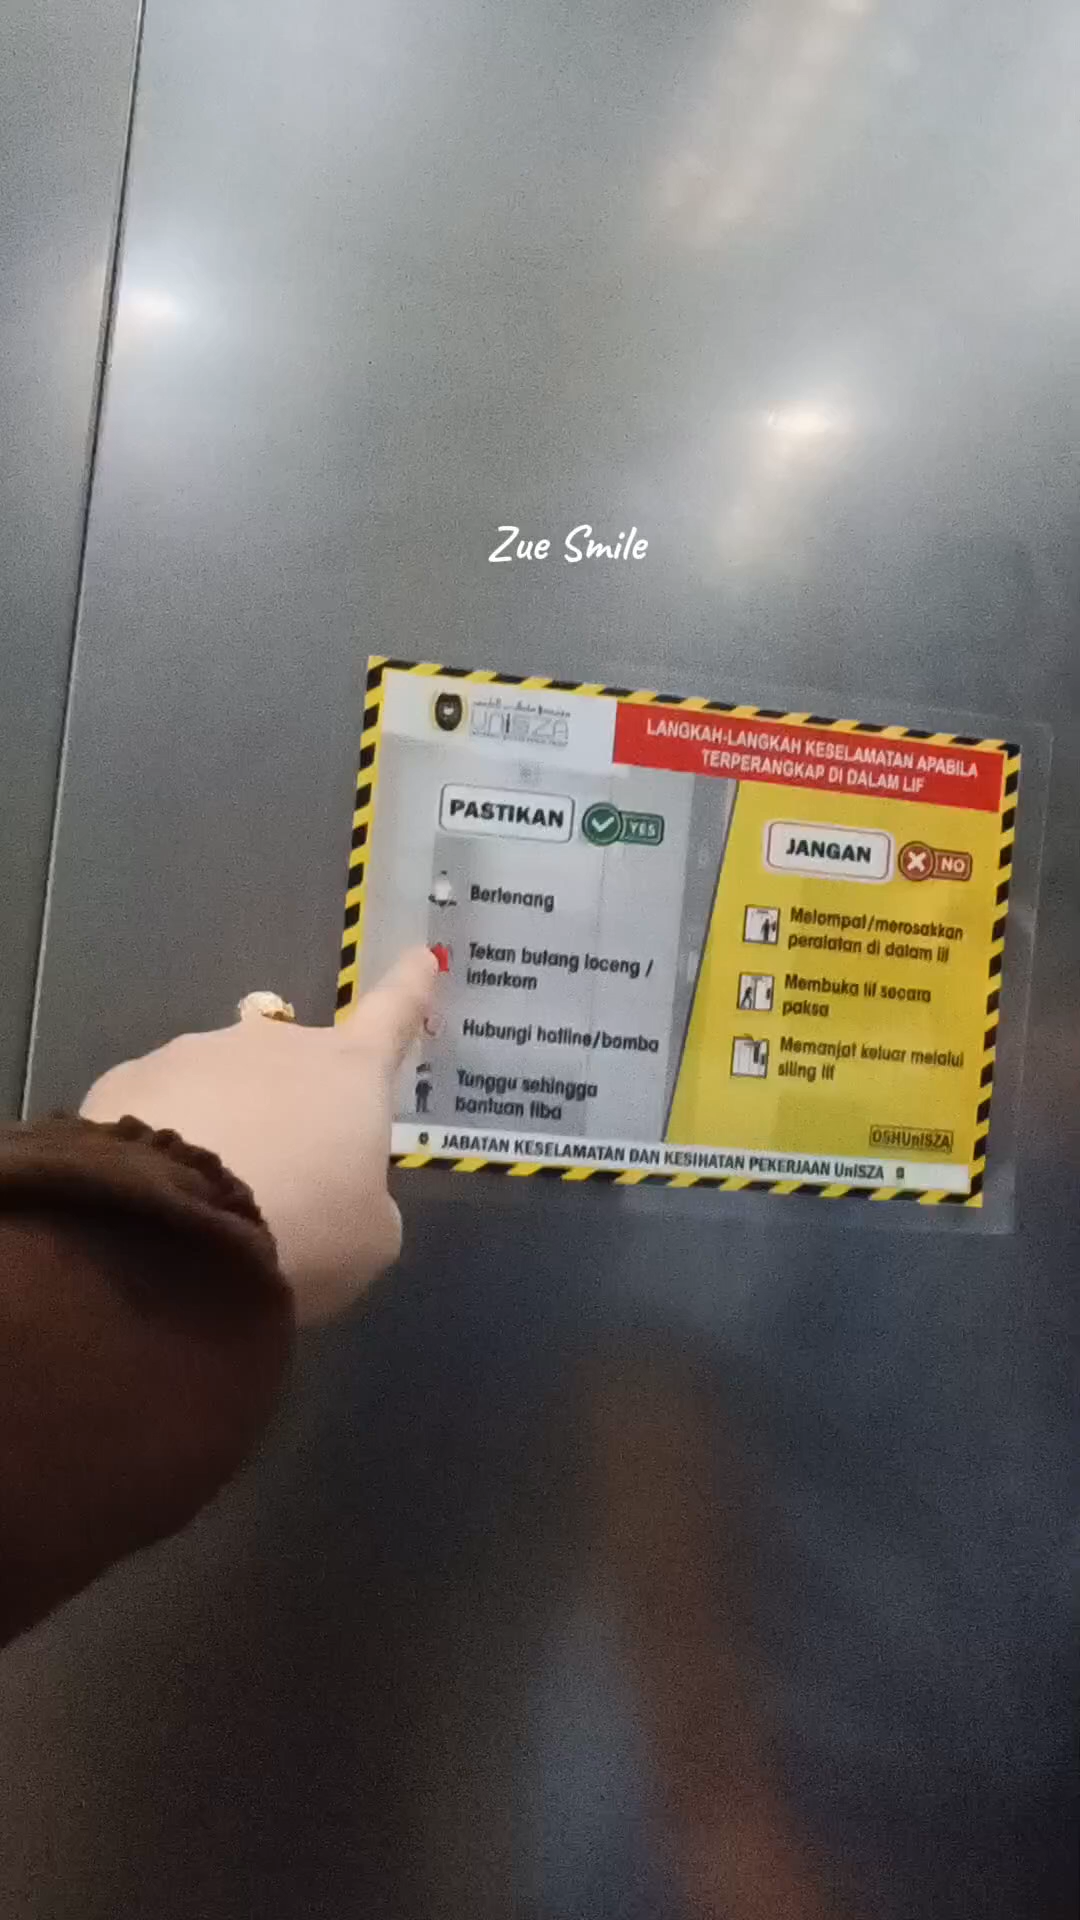 Zue Smile
UNISZA
LANGKAH-LANGKAH KESELAMATAN APABILA
TERPERANGKAP DI DALAM LIF
PASTIKAN
YES
Bertenang
Tekan butang loceng /
interkom
Hubungi hotline/bomba
Tunggu sehingga
bantuan tiba
JANGAN
NO
Melompat/merosakkan
peralatan di dalam lif
Membuka lif secara
paksa
Memanjat keluar melalui
siling lif
OSHUnISZA
JABATAN KESELAMATAN DAN KESIHATAN PEKERJAAN UnISZA